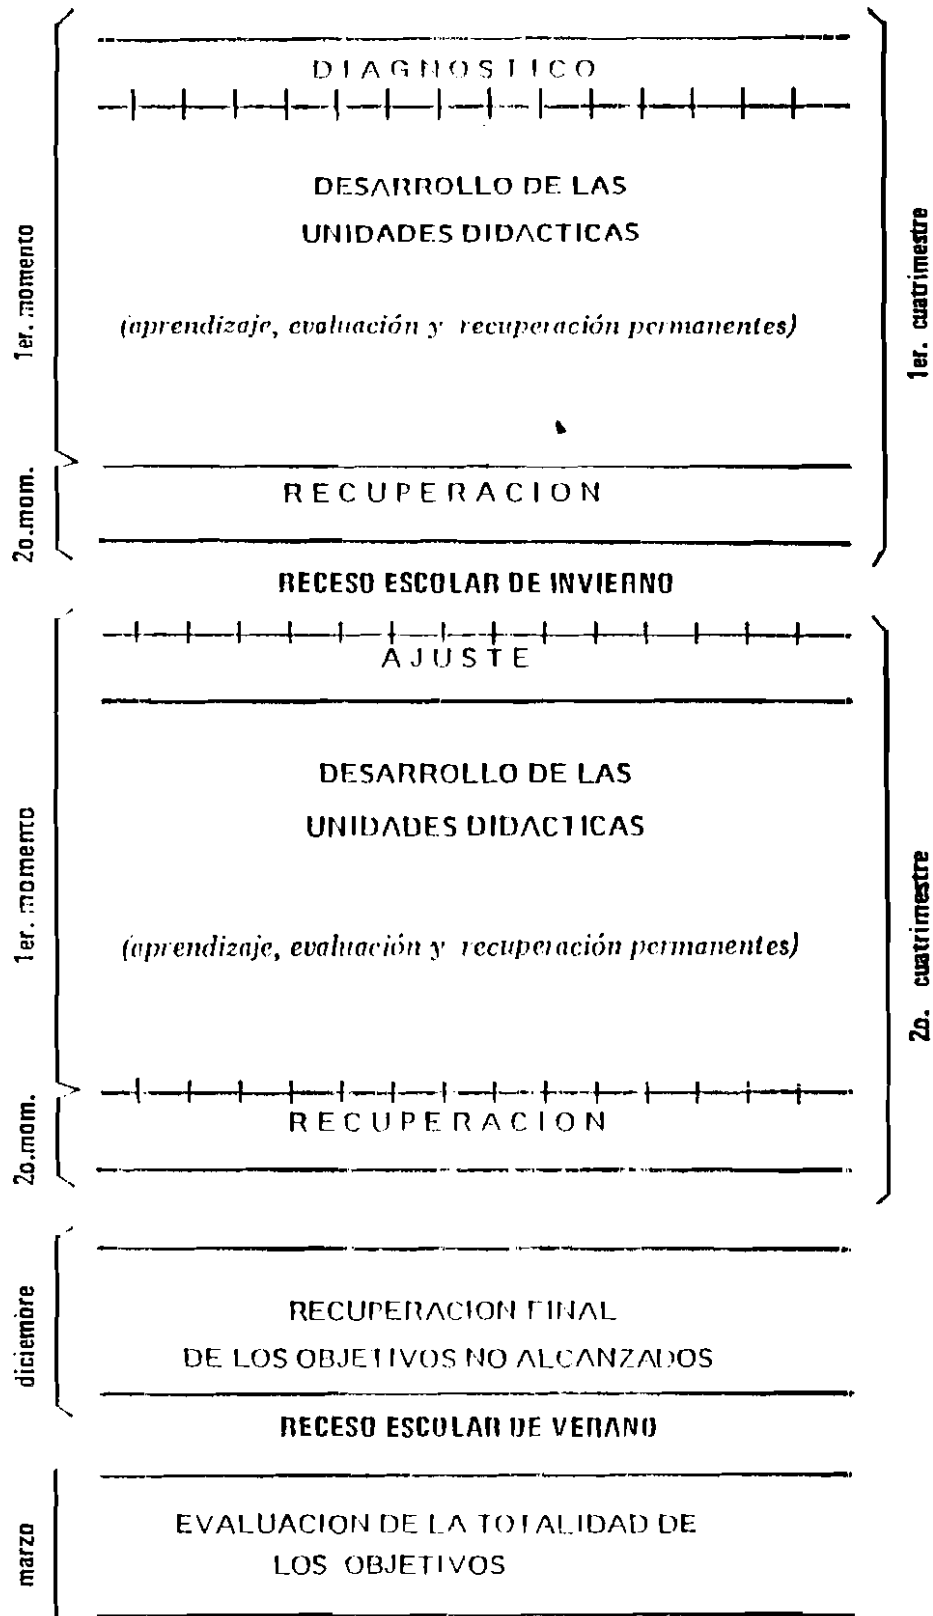 DIAGNOSTICO
DESARROLLO DE LAS
UNIDADES DIDACTICAS
(aprendizaje, evaluación y recuperación permanentes)
1er. momento
1er. cuatrimestre
RECUPERACION
2o.mom.
RECESO ESCOLAR DE INVIERNO
AJUSTE
DESARROLLO DE LAS
UNIDADES DIDACTICAS
(aprendizaje, evaluación y recuperación permanentes)
1er. momento
2o. cuatrimestre
RECUPERACION
2o.mom.
RECUPERACION FINAL
DE LOS OBJETIVOS NO ALCANZADOS
diciembre
RECESO ESCOLAR DE VERANO
EVALUACION DE LA TOTALIDAD DE
LOS OBJETIVOS
marzo